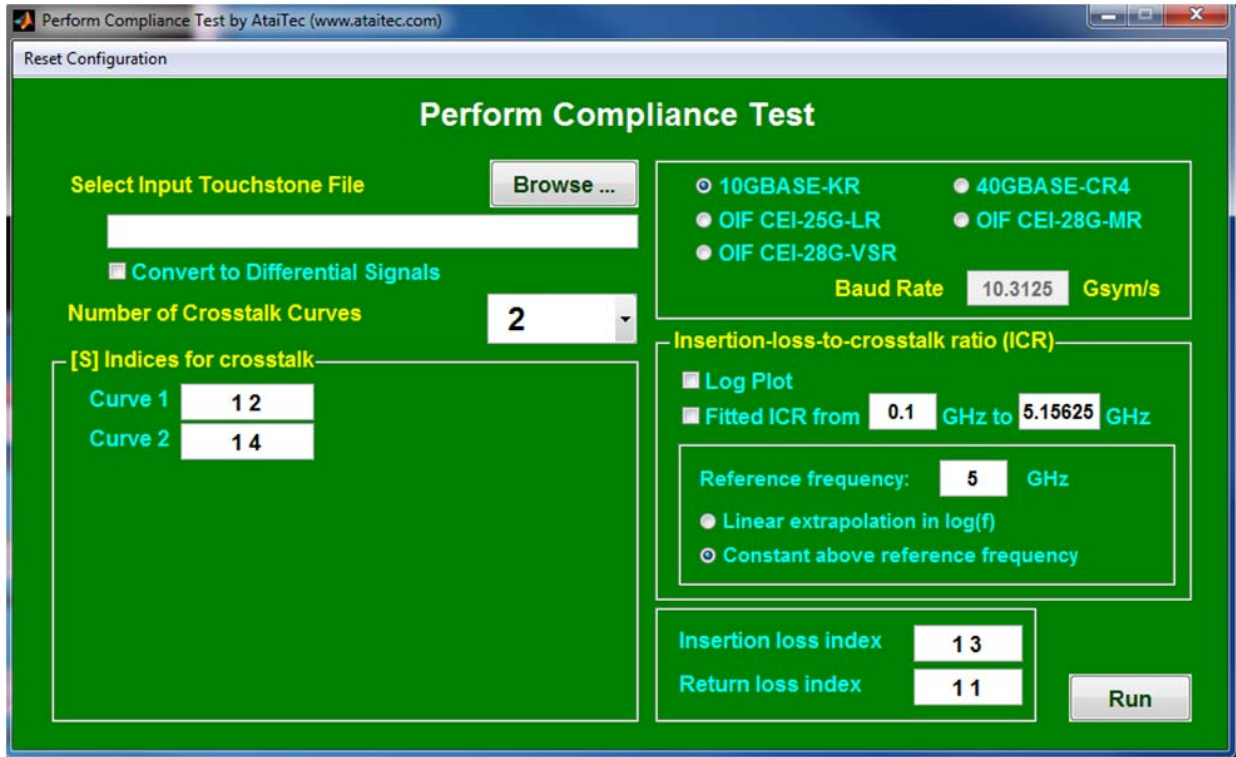 Perform Compliance Test by AtaiTec (www.ataitec.com)
Reset Configuration
Perform Compliance Test
Select Input Touchstone File
Browse ...
Convert to Differential Signals
Number of Crosstalk Curves
2
[S] Indices for crosstalk
Curve 1
1 2
Curve 2
1 4
10GBASE-KR
40GBASE-CR4
OIF CEI-25G-LR
OIF CEI-28G-MR
OIF CEI-28G-VSR
Baud Rate
10.3125
Gsym/s
Insertion-loss-to-crosstalk ratio (ICR)
Log Plot
Fitted ICR from
0.1
GHz to
5.15625
GHz
Reference frequency:
5
GHz
Linear extrapolation in log(f)
Constant above reference frequency
Insertion loss index
1 3
Return loss index
1 1
Run